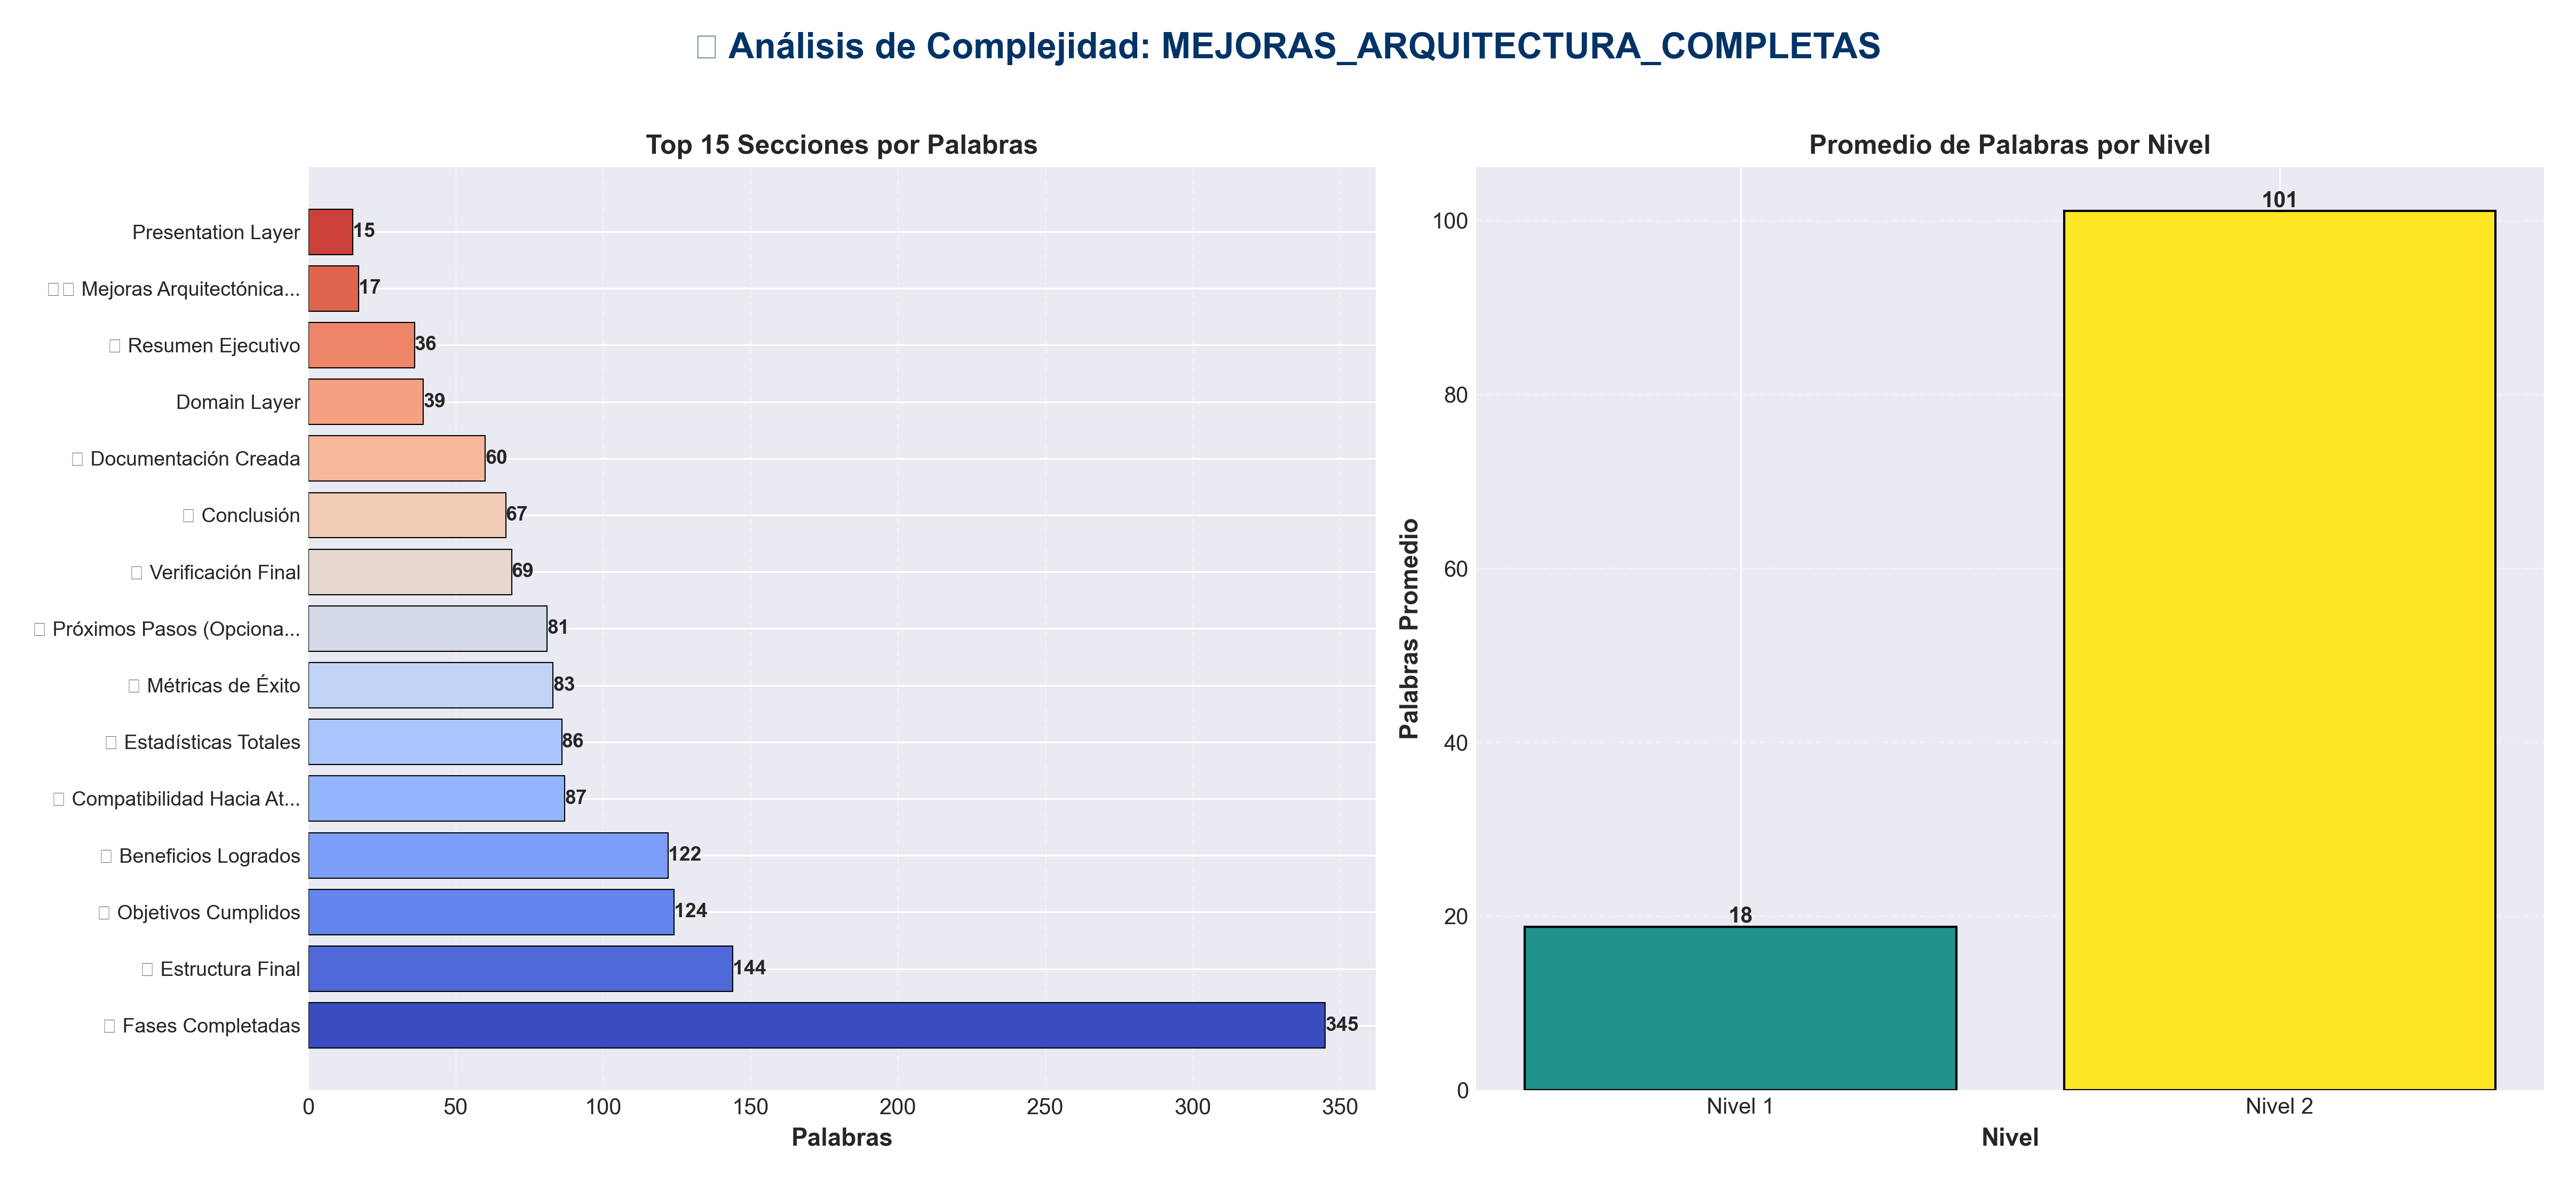 Análisis de Complejidad: MEJORAS_ARQUITECTURA_COMPLETAS
Top 15 Secciones por Palabras
Presentation Layer
15
Mejoras Arquitectónica...
17
Resumen Ejecutivo
36
Domain Layer
39
Documentación Creada
60
Conclusión
67
Verificación Final
69
Próximos Pasos (Opciona...
81
Métricas de Éxito
83
Estadísticas Totales
86
Compatibilidad Hacia At...
87
Beneficios Logrados
122
Objetivos Cumplidos
124
Estructura Final
144
Fases Completadas
345
0 50 100 150 200 250 300 350
Palabras
Promedio de Palabras por Nivel
Palabras Promedio
100
80
60
40
20
0
18
101
Nivel 1 Nivel 2
Nivel